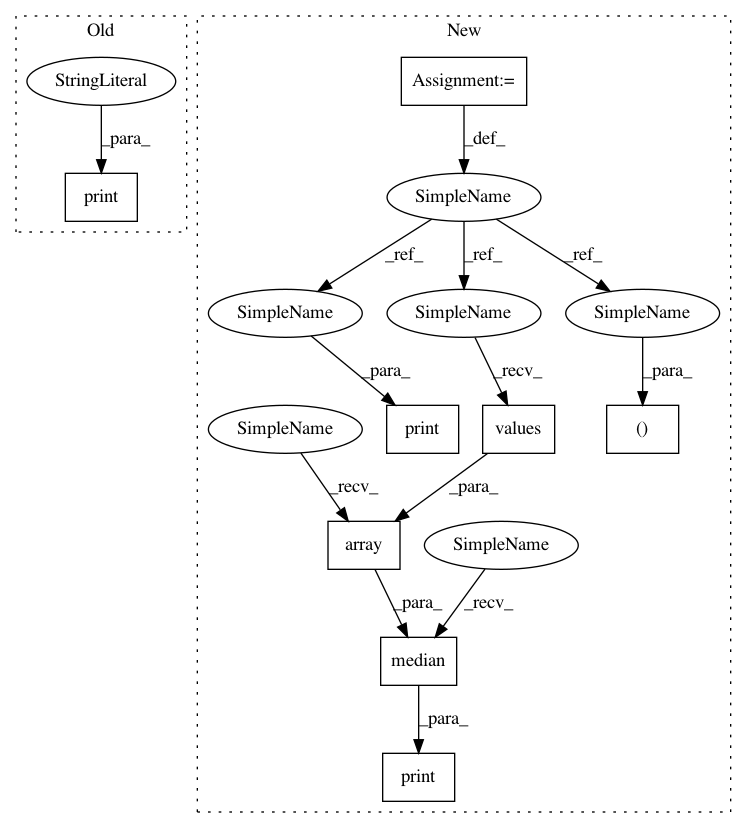 Old
New
StringLiteral
Assignment:=
_para_
_def_
print
SimpleName
_ref_
_ref_
_ref_
SimpleName
SimpleName
SimpleName
_para_
_recv_
_para_
SimpleName
print
values
()
_recv_
_para_
array
SimpleName
_para_
_recv_
median
_para_
print